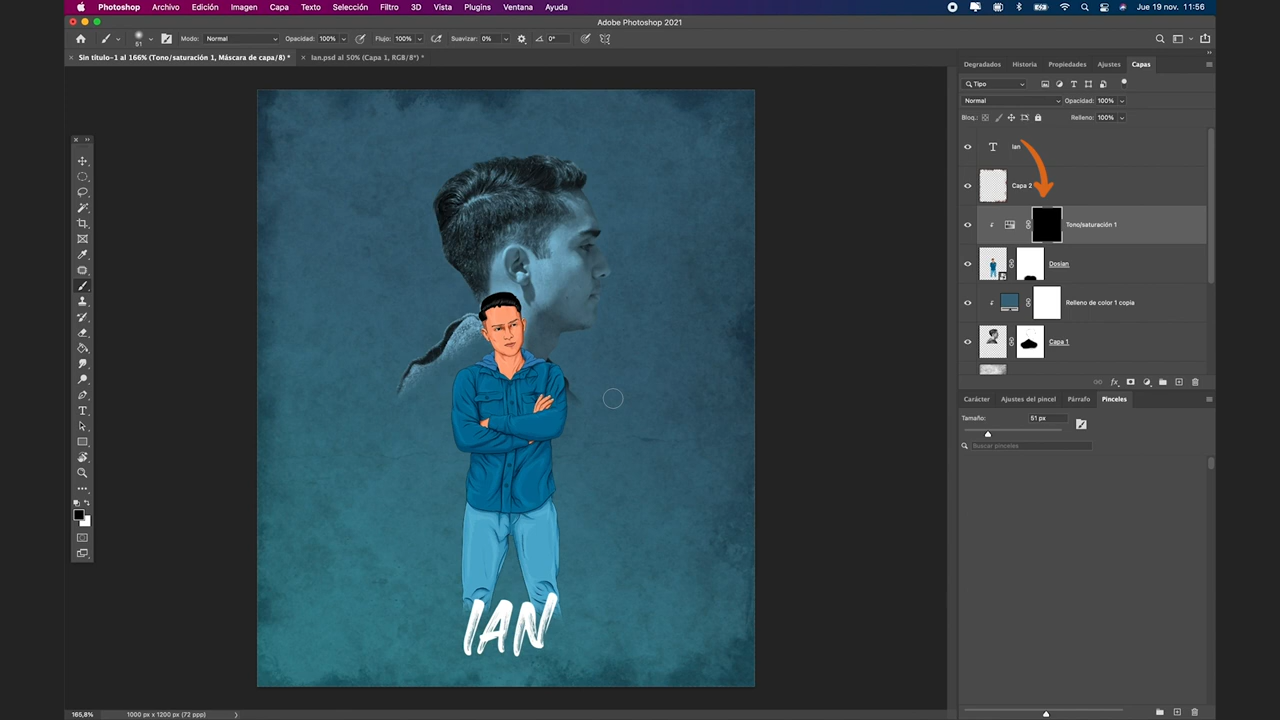 Photoshop Archivo Edición Imagen Capa Texto Selección Filtro 3D Vista Plugins Ventana Ayuda Jue 19 nov. 11:56
Adobe Photoshop 2021
51 Modo: Normal Opacidad: 100% Flujo: 100% Suavizar: 0% 0°
Sin título-1 al 166% (Tono/saturación 1, Máscara de capa/8) * Ian.psd al 50% (Capa 1, RGB/8*) *
Degradados Historia Propiedades Ajustes Capas
Tipo
Normal Opacidad: 100%
Bloq.: Relleno: 100%
Ian
Capa 2
Tono/saturación 1
Dosian
Relleno de color 1 copia
Capa 1
Carácter Ajustes del pincel Párrafo Pinceles
Tamaño: 51 px
Buscar pinceles
IAN
165,8% 1000 px x 1200 px (72 ppp)